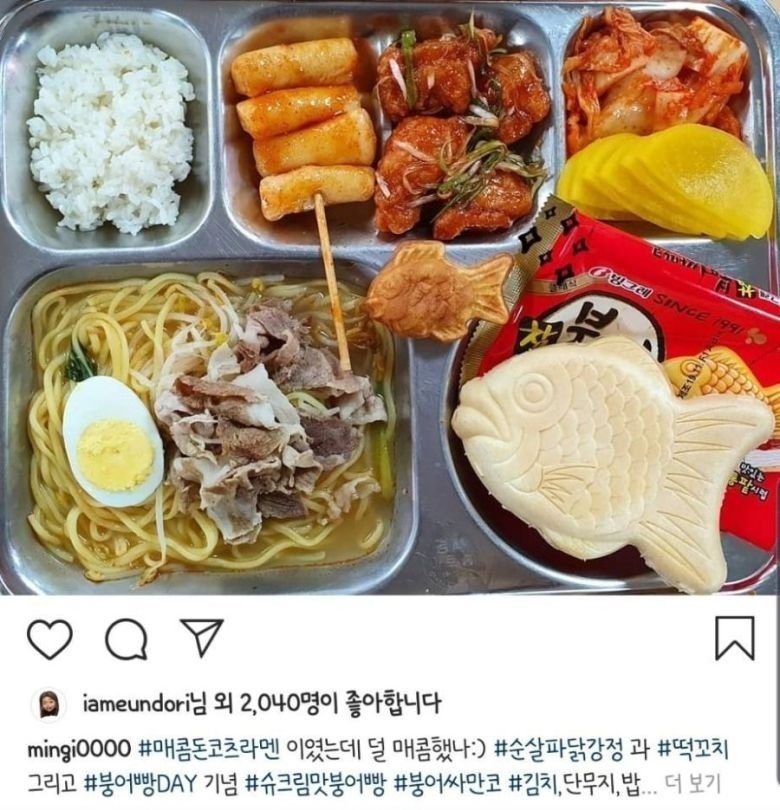 빙그레 SINCE 1991
iameundori님 외 2,040명이 좋아합니다
mingi0000 #매콤돈코츠라멘 이였는데 덜 매콤했나:) #순살파닭강정 과 #떡꼬치
그리고 #붕어빵DAY 기념 #슈크림맛붕어빵 #붕어싸만코 #김치,단무지,밥... 더 보기